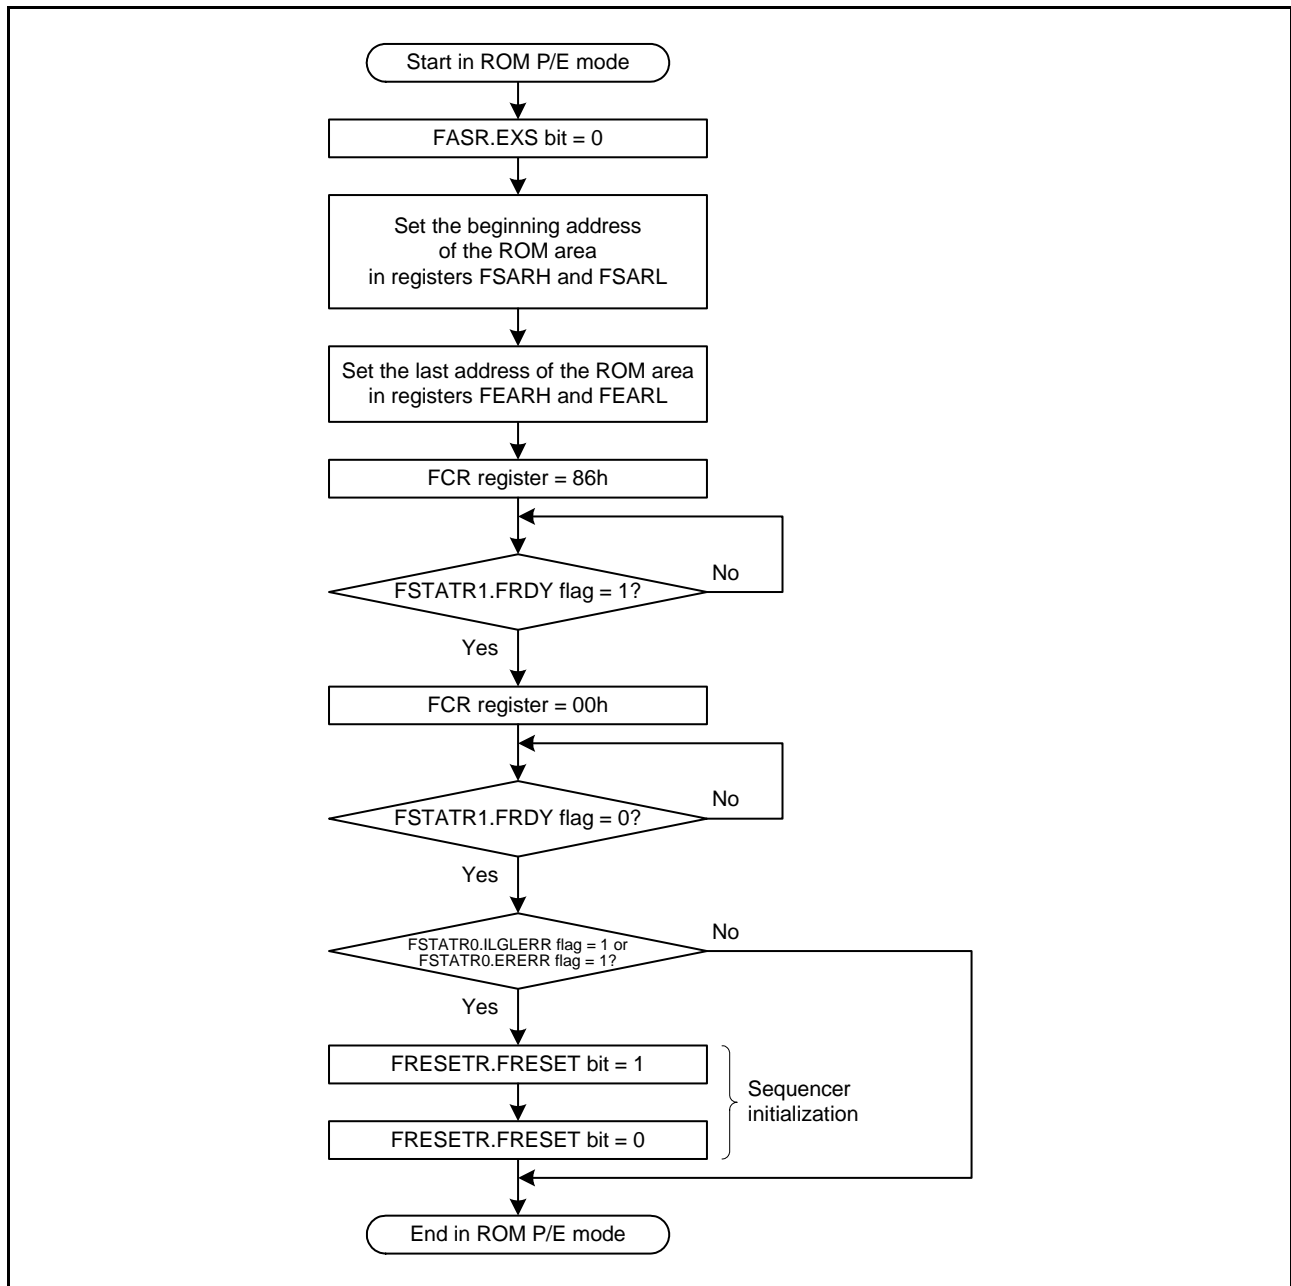 Start in ROM P/E mode
FASR.EXS bit = 0
Set the beginning address
of the ROM area
in registers FSARH and FSARL
Set the last address of the ROM area
in registers FEARH and FEARL
FCR register = 86h
FSTATR1.FRDY flag = 1?
No
Yes
FCR register = 00h
FSTATR1.FRDY flag = 0?
No
Yes
FSTATR0.ILGLERR flag = 1 or
FSTATR0.ERERR flag = 1?
No
Yes
FRESETR.FRESET bit = 1
FRESETR.FRESET bit = 0
Sequencer
initialization
End in ROM P/E mode